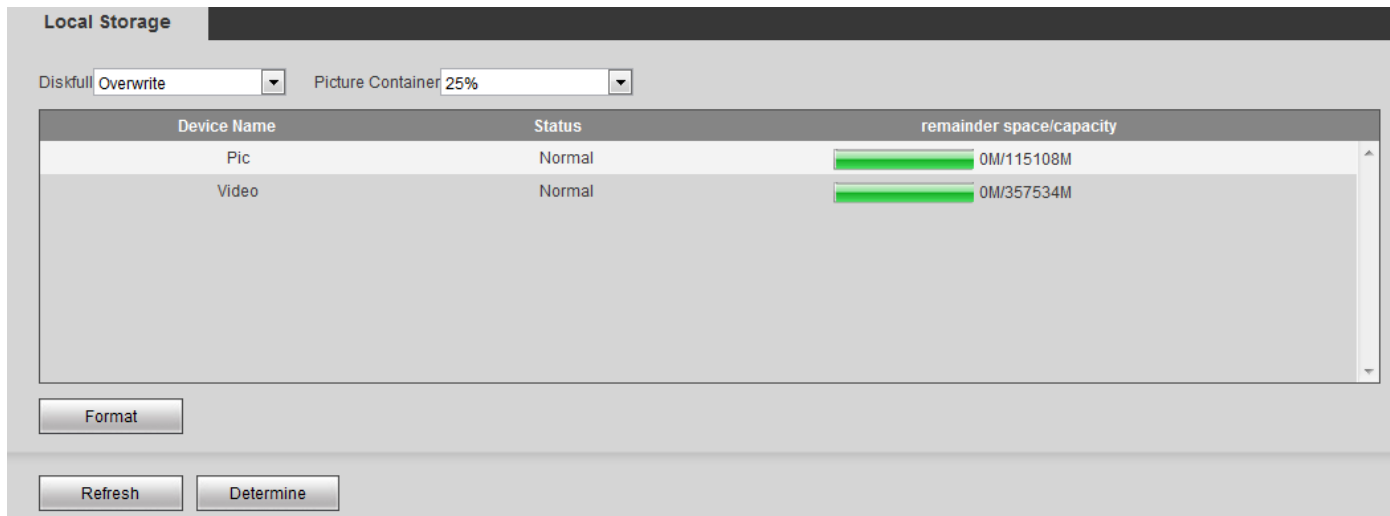 Local Storage
Diskfull Overwrite Picture Container 25%
Device Name Status remainder space/capacity
Pic Normal 0M/115108M
Video Normal 0M/357534M
Format
Refresh Determine